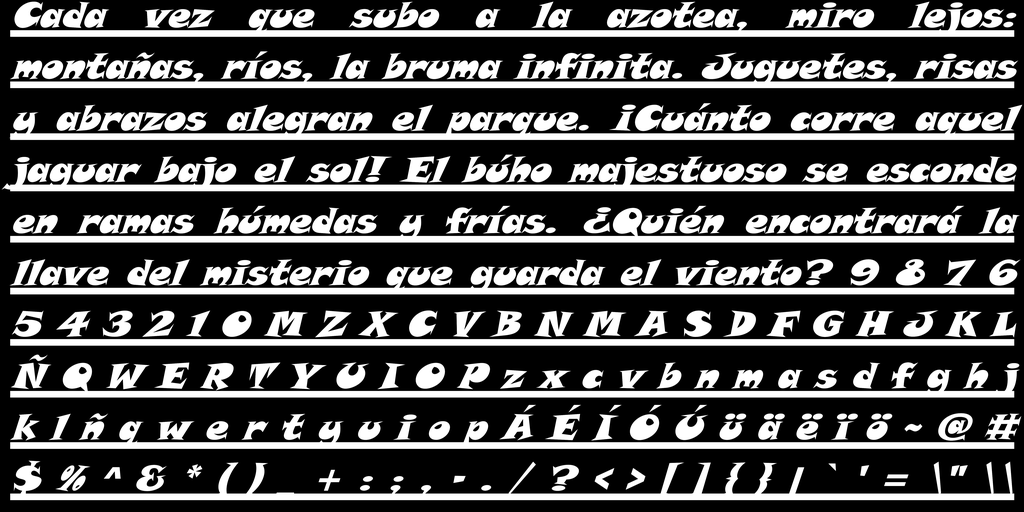 Cada vez que subo a la azotea, miro lejos:
montañas, ríos, la bruma infinita. Juguetes, risas
y abrazos alegran el parque. ¡Cuánto corre aquel
jaguar bajo el sol! El búho majestuoso se esconde
en ramas húmedas y frías. ¿Quién encontrará la
llave del misterio que guarda el viento? 9 8 7 6
5 4 3 2 1 0 M Z X C V B N M A S D F G H J K L
Ñ Q W E R T Y U I O P z x c v b n m a s d f g h j
k l ñ q w e r t y u i o p Á É Í Ó Ú ü ä ë ï ö ~ @ #
$ % ^ & * ( ) _ + : ; , - . / ? < > [ ] { } | ` ' = \" \\